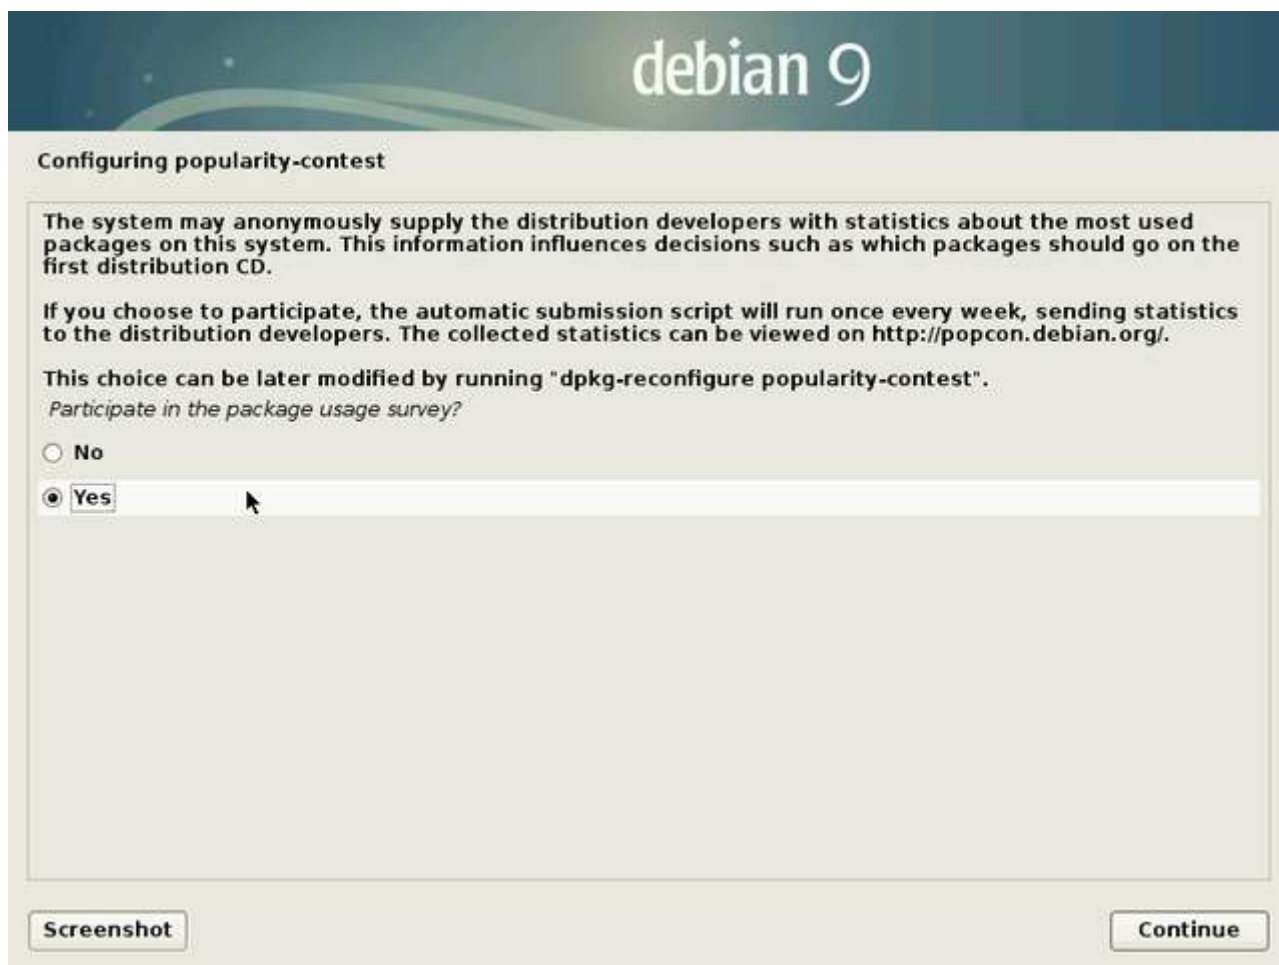 debian 9
Configuring popularity-contest
The system may anonymously supply the distribution developers with statistics about the most used
packages on this system. This information influences decisions such as which packages should go on the
first distribution CD.
If you choose to participate, the automatic submission script will run once every week, sending statistics
to the distribution developers. The collected statistics can be viewed on http://popcon.debian.org/.
This choice can be later modified by running "dpkg-reconfigure popularity-contest".
Participate in the package usage survey?
No
Yes
Screenshot
Continue